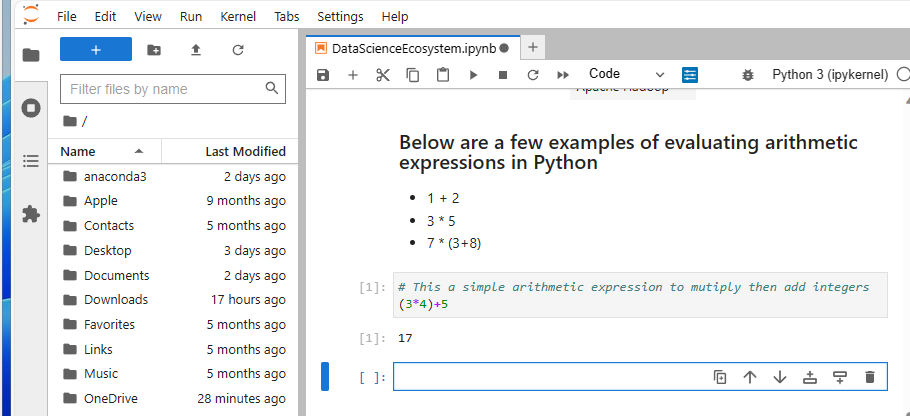 File Edit View Run Kernel Tabs Settings Help
DataScienceEcosystem.ipynb
Code
Python 3 (ipykernel)
Filter files by name
/
Name Last Modified
anaconda3 2 days ago
Apple 9 months ago
Contacts 5 months ago
Desktop 3 days ago
Documents 2 days ago
Downloads 17 hours ago
Favorites 5 months ago
Links 5 months ago
Music 5 months ago
OneDrive 28 minutes ago
Apache Hadoop
Below are a few examples of evaluating arithmetic
expressions in Python
• 1 + 2
• 3 * 5
• 7 * (3+8)
[1]: # This a simple arithmetic expression to mutiply then add integers
(3*4)+5
[1]: 17
[ ]: